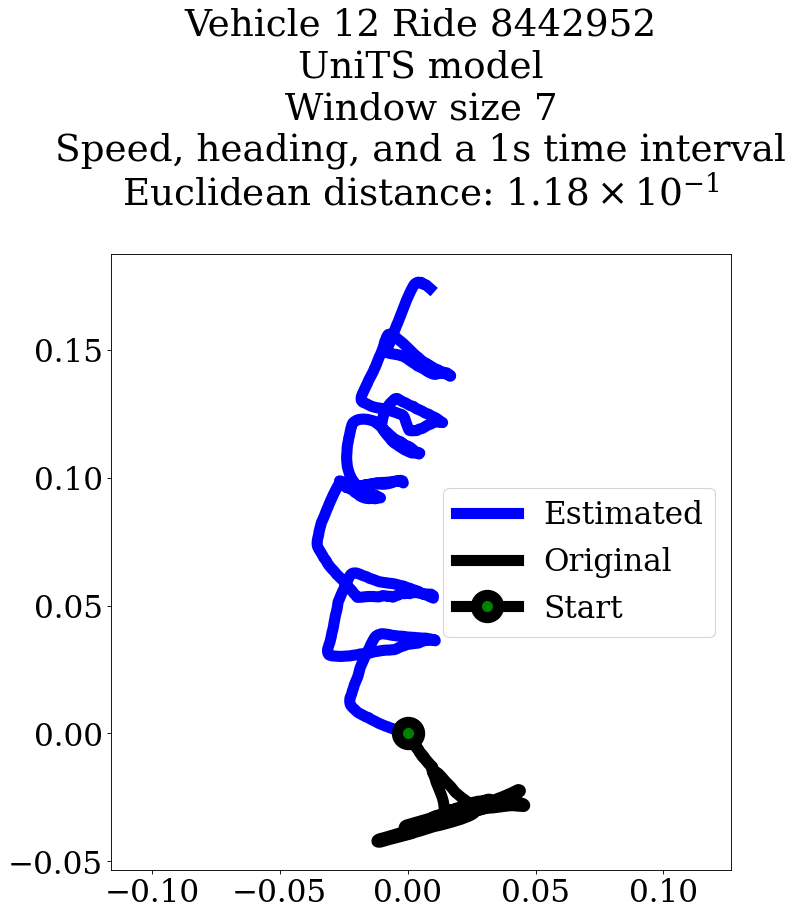 Vehicle 12 Ride 8442952
UniTS model
Window size 7
Speed, heading, and a 1s time interval
Euclidean distance: 1.18 × 10⁻¹
0.15
0.10
Estimated
Original
0.05
Start
0.00
−0.05
−0.10 −0.05 0.00 0.05 0.10